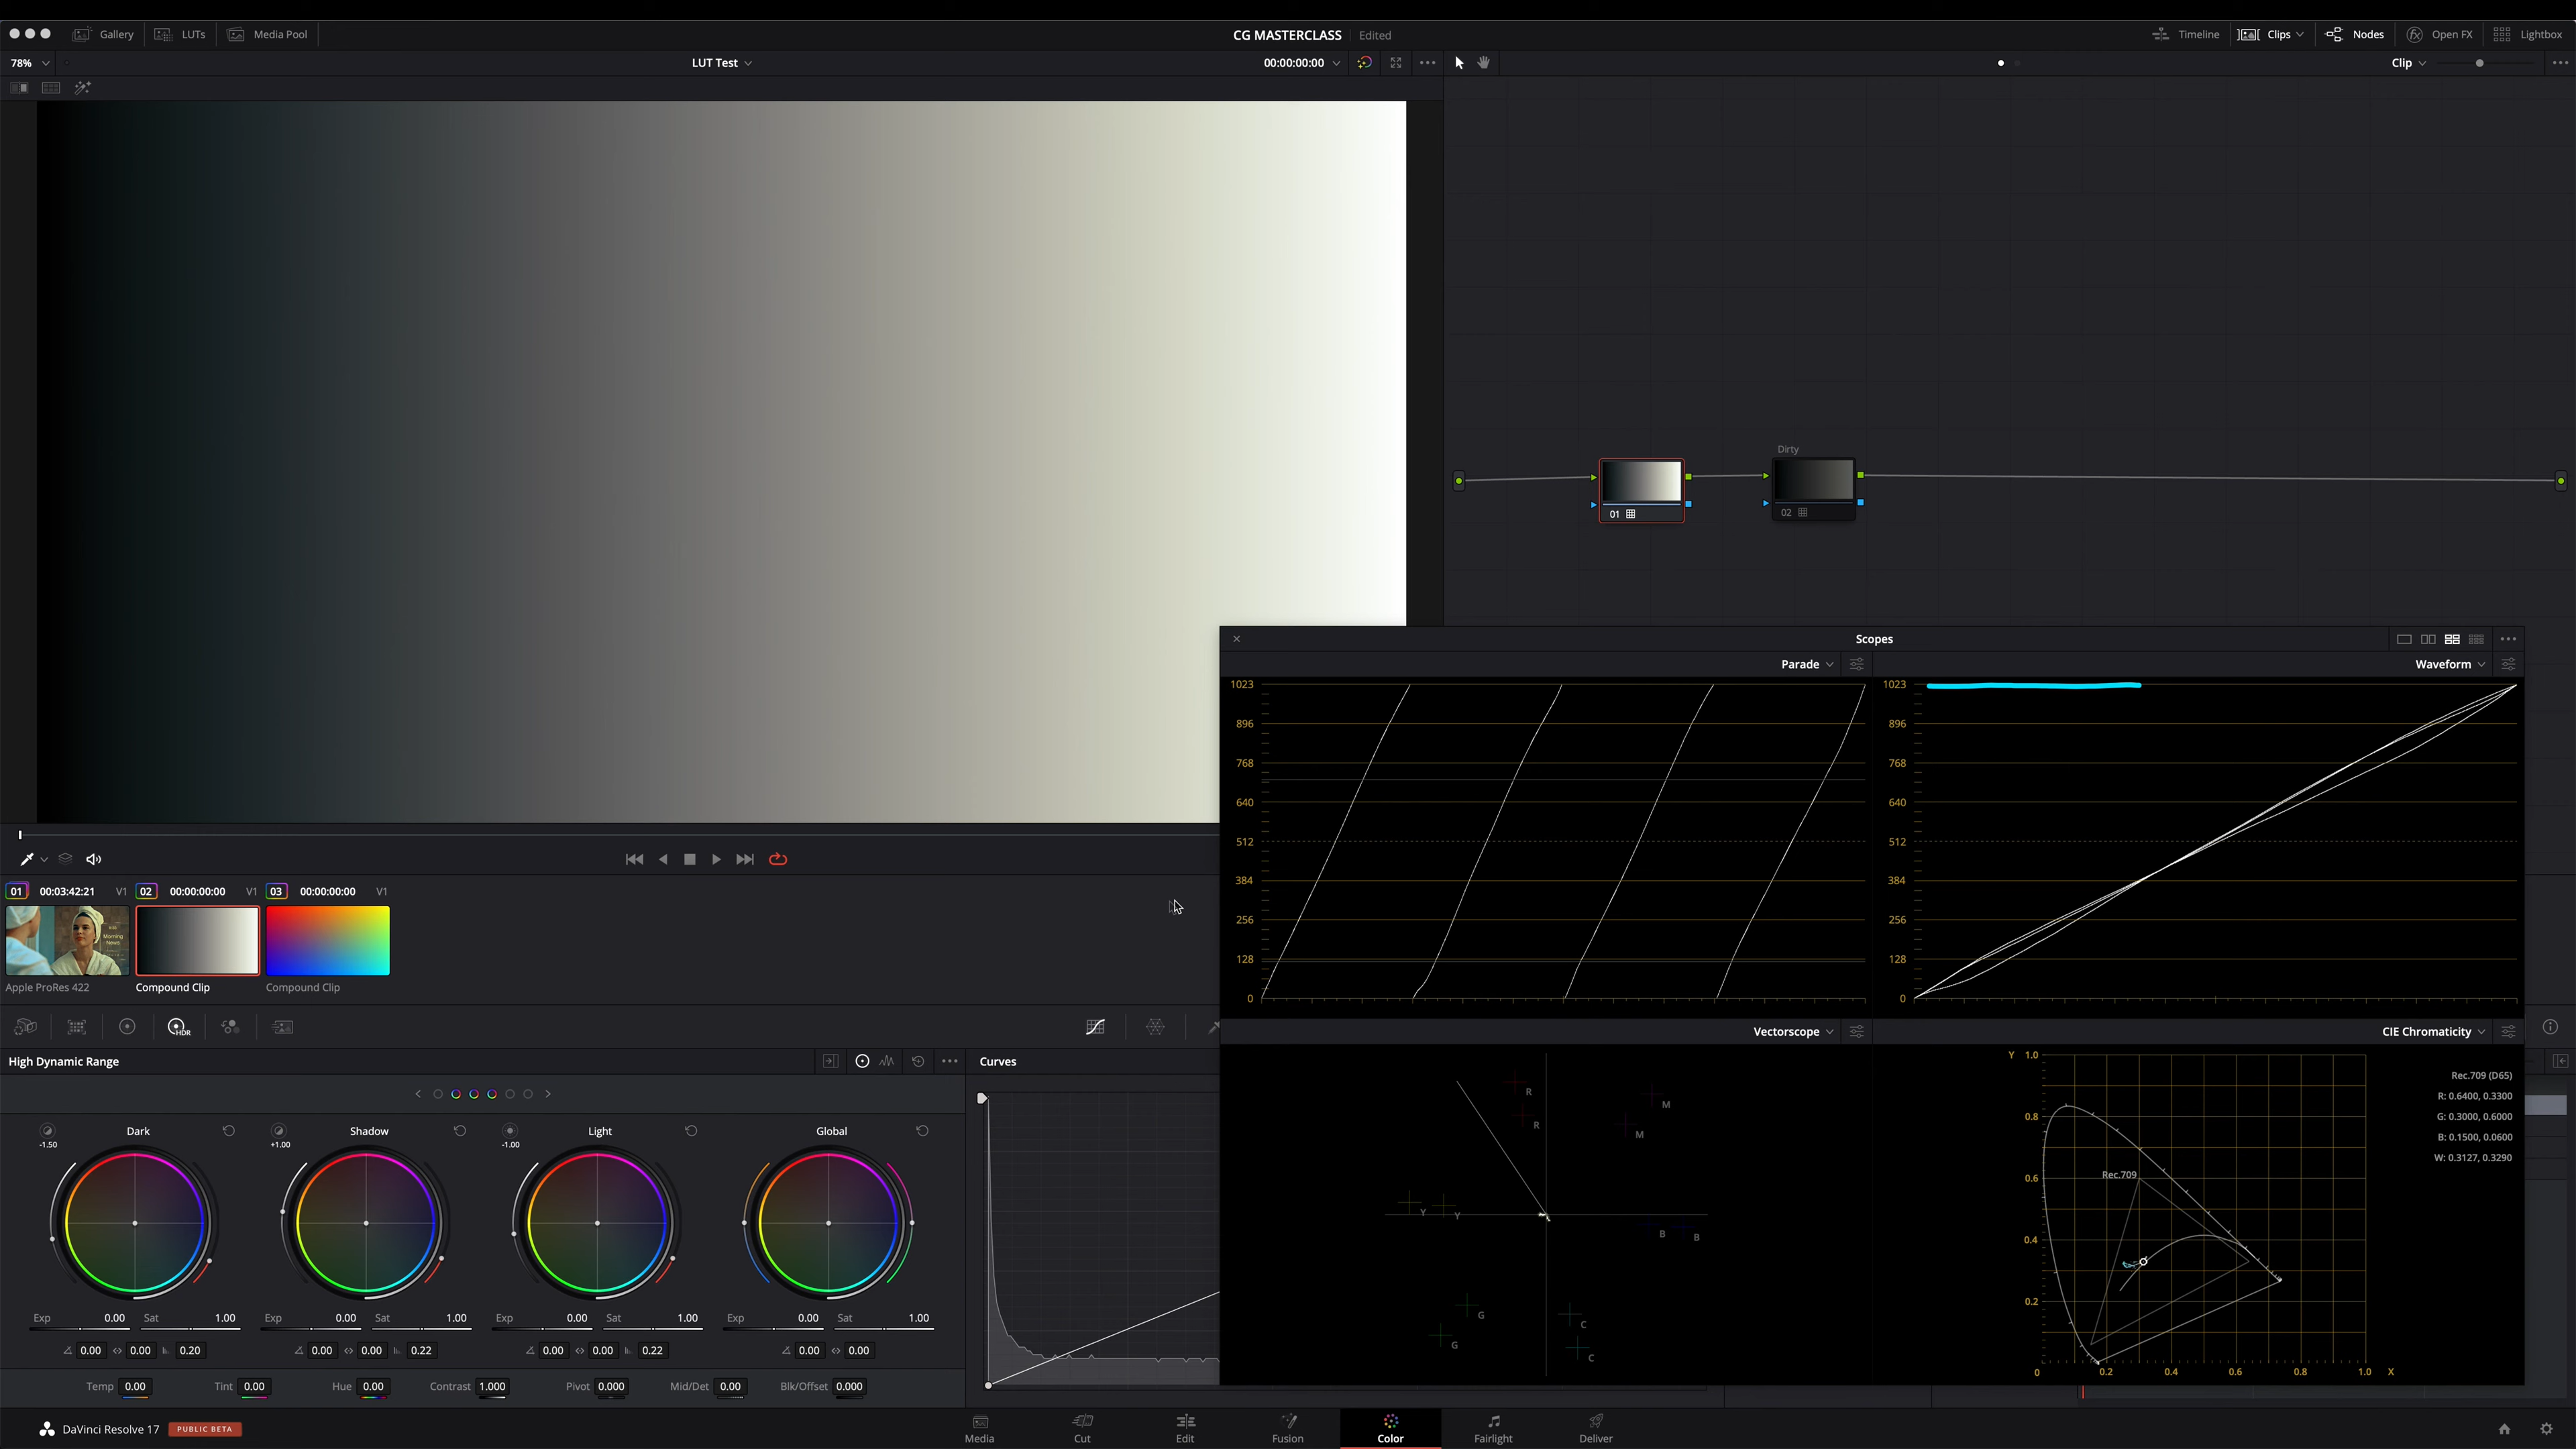 Gallery LUTs Media Pool CG MASTERCLASS Edited Timeline Clips Nodes Open FX Lightbox
78% LUT Test 00:00:00:00 Clip
Dirty
01 02
Scopes
Parade Waveform
1023 1023
896 896
768 768
640 640
512 512
384 384
256 256
128 128
0 0
01 00:03:42:21 V1 02 00:00:00:00 V1 03 00:00:00:00 V1
Apple ProRes 422 Compound Clip Compound Clip
HDR
Vectorscope CIE Chromaticity
High Dynamic Range Curves
Y 1.0
Rec.709 (D65)
R: 0.6400, 0.3300
G: 0.3000, 0.6000
B: 0.1500, 0.0600
W: 0.3127, 0.3290
R M
R M
Y Y B B
G C
G C
0.8
Rec.709
0.6
0.4
0.2
0 0.2 0.4 0.6 0.8 1.0 X
Dark Shadow Light Global
-1.50 +1.00 -1.00
Exp 0.00 Sat 1.00 Exp 0.00 Sat 1.00 Exp 0.00 Sat 1.00 Exp 0.00 Sat 1.00
0.00 0.00 0.20 0.00 0.00 0.22 0.00 0.00 0.22 0.00 0.00
Temp 0.00 Tint 0.00 Hue 0.00 Contrast 1.000 Pivot 0.000 Mid/Det 0.00 Blk/Offset 0.000
DaVinci Resolve 17 PUBLIC BETA
Media Cut Edit Fusion Color Fairlight Deliver